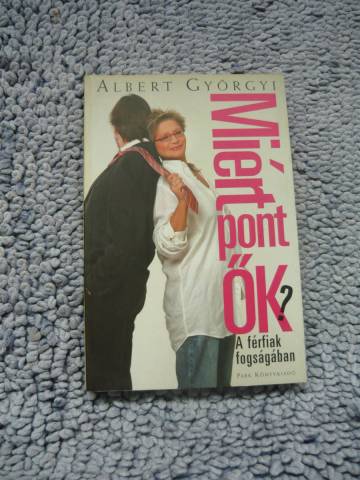 ALBERT GYÖRGYI
Miért
pont
ŐK?
A férfiak
fogságában
PARK KÖNYVKIADÓ